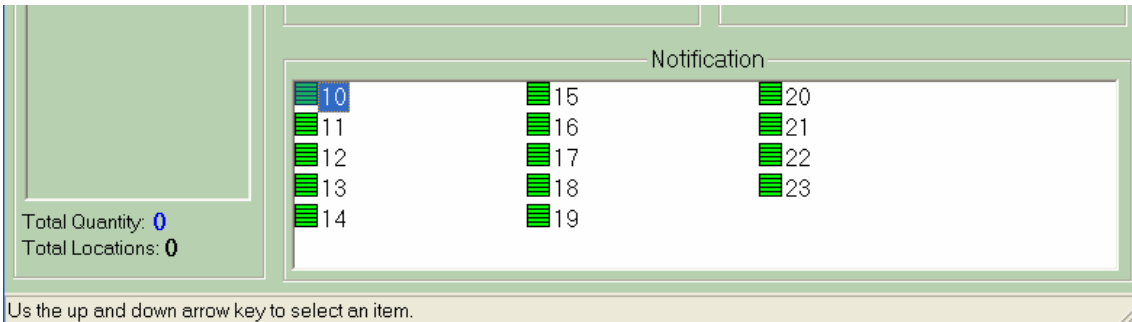 Notification
10 15 20
11 16 21
12 17 22
13 18 23
14 19
Total Quantity: 0
Total Locations: 0
Us the up and down arrow key to select an item.